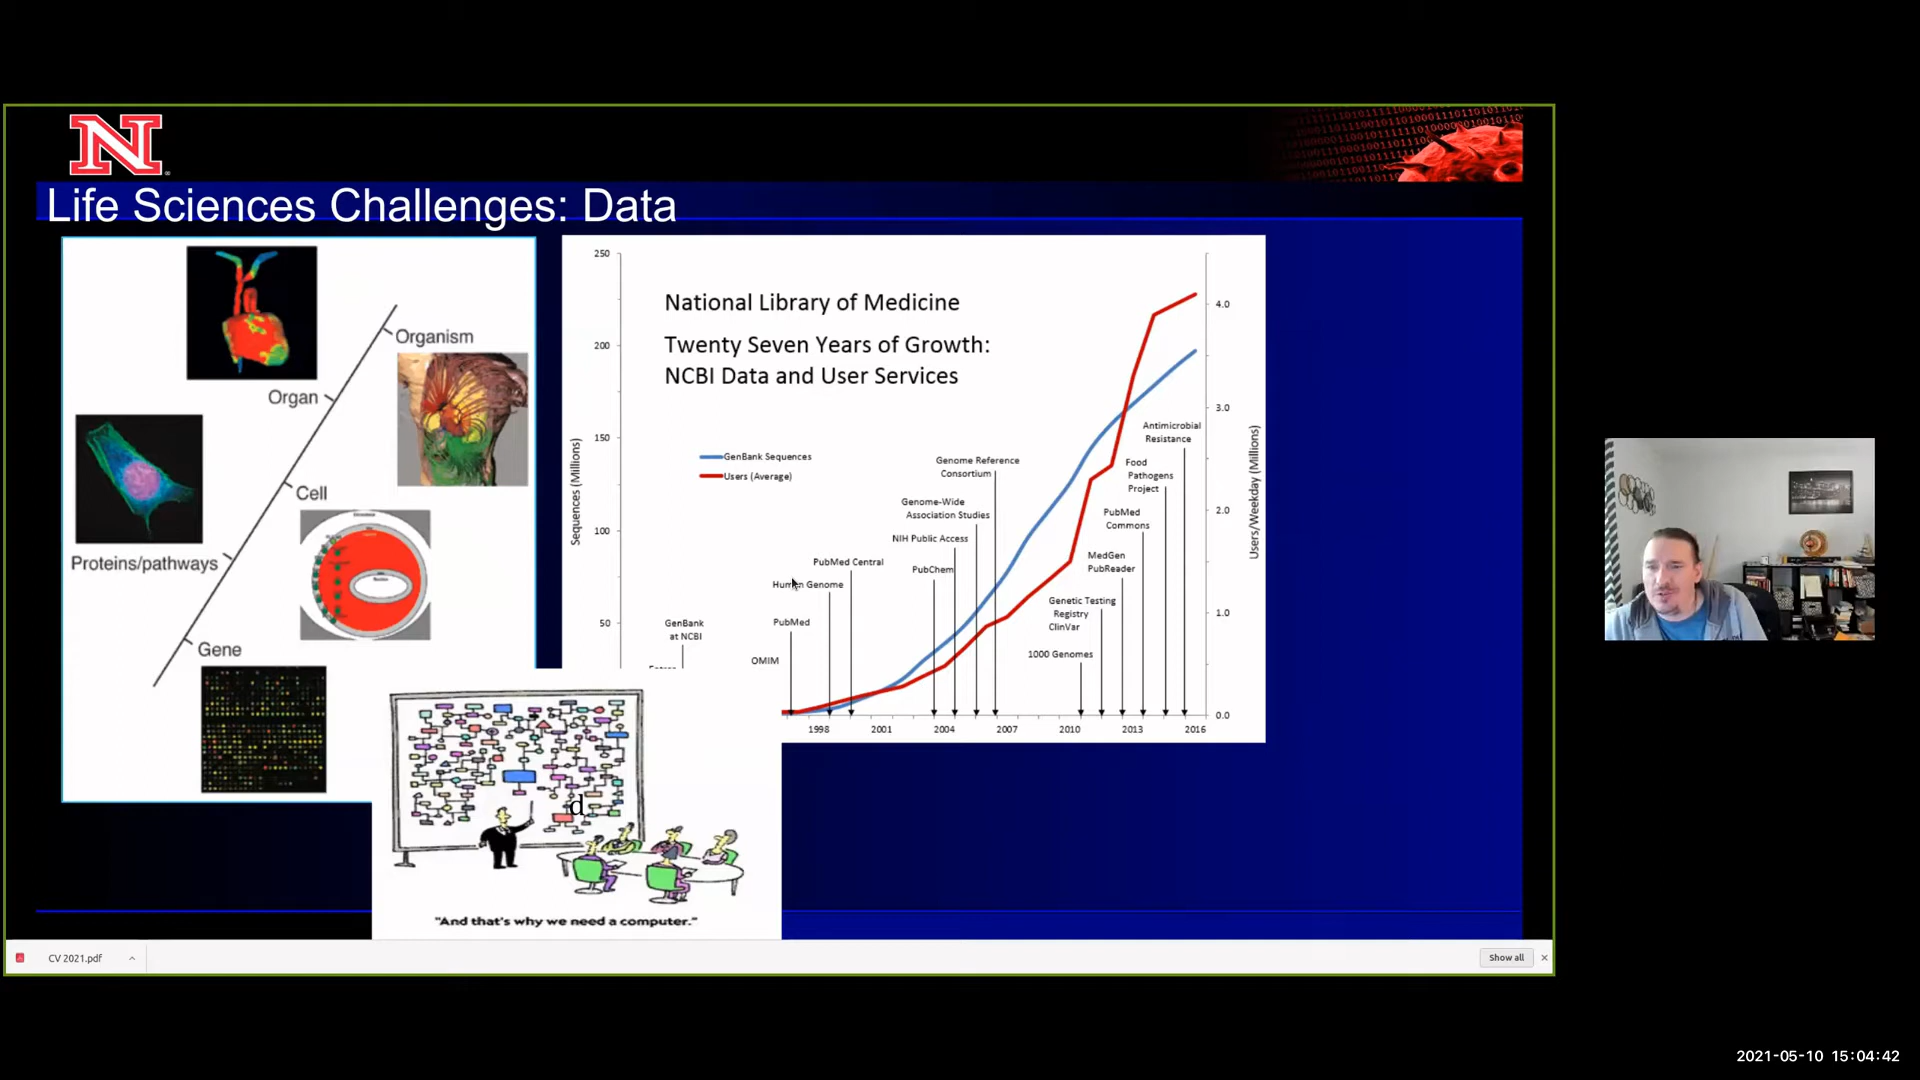 N
Life Sciences Challenges: Data
Organism
Organ
Cell
Proteins/pathways
Gene
250
200
150
100
50
Sequences (Millions)
National Library of Medicine
Twenty Seven Years of Growth:
NCBI Data and User Services
GenBank Sequences
Users (Average)
GenBank
at NCBI
OMIM
PubMed
Human Genome
PubMed Central
PubChem
NIH Public Access
Genome-Wide
Association Studies
Genome Reference
Consortium
1000 Genomes
Genetic Testing
Registry
ClinVar
MedGen
PubReader
PubMed
Commons
Food
Pathogens
Project
Antimicrobial
Resistance
4.0
3.0
2.0
1.0
0.0
Users/Weekday (Millions)
1998
2001
2004
2007
2010
2013
2016
d
"And that's why we need a computer."
CV 2021.pdf
Show all
2021-05-10 15:04:42